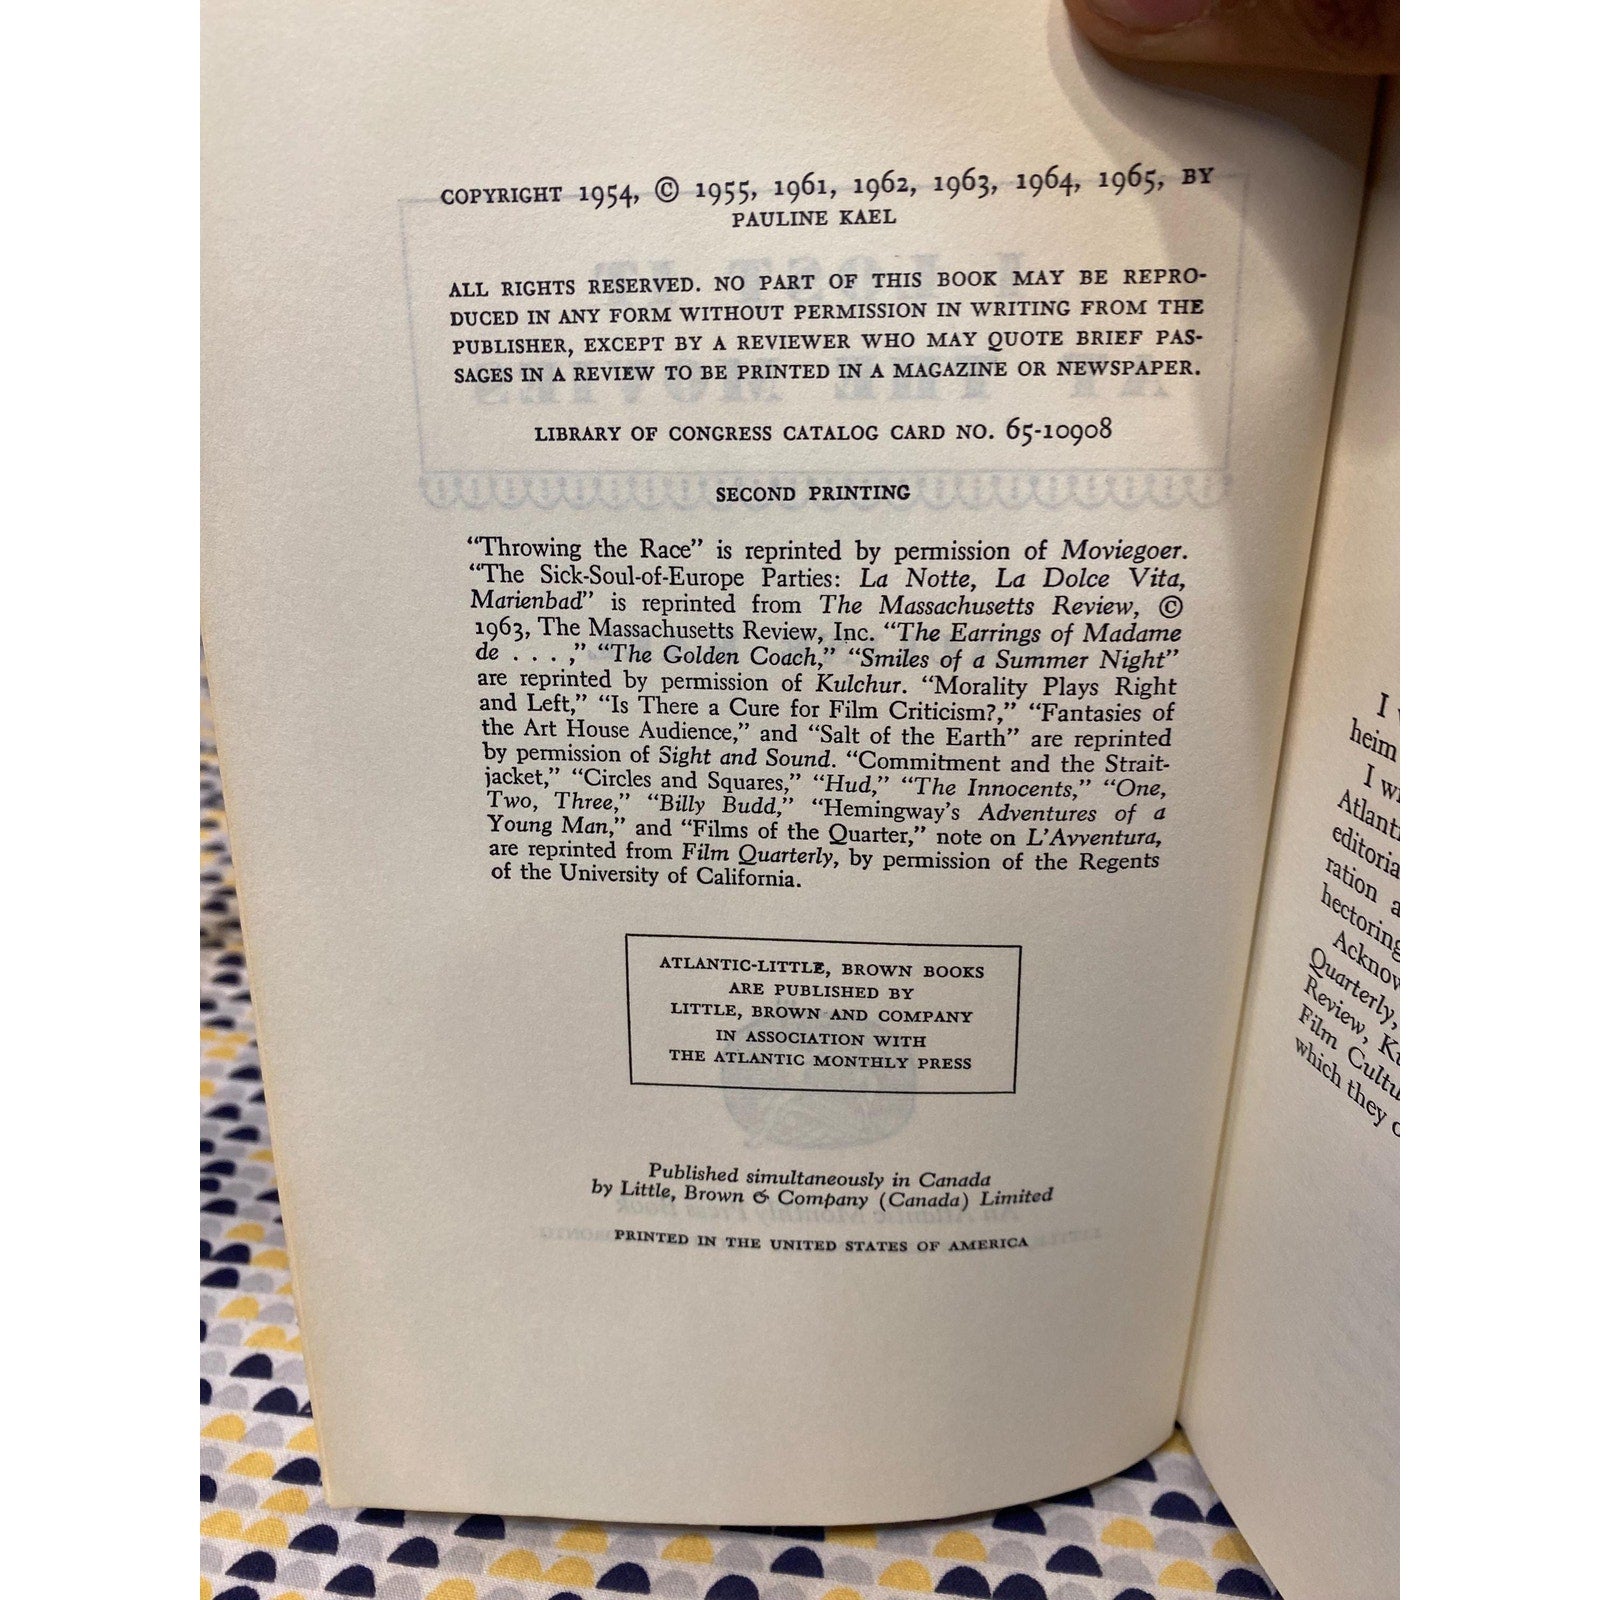 COPYRIGHT 1954, © 1955, 1961, 1962, 1963, 1964, 1965, BY
PAULINE KAEL
ALL RIGHTS RESERVED. NO PART OF THIS BOOK MAY BE REPRO-
DUCED IN ANY FORM WITHOUT PERMISSION IN WRITING FROM THE
PUBLISHER, EXCEPT BY A REVIEWER WHO MAY QUOTE BRIEF PAS-
SAGES IN A REVIEW TO BE PRINTED IN A MAGAZINE OR NEWSPAPER.
LIBRARY OF CONGRESS CATALOG CARD NO. 65-10908
SECOND PRINTING
“Throwing the Race” is reprinted by permission of Moviegoer.
“The Sick-Soul-of-Europe Parties: La Notte, La Dolce Vita,
Marienbad” is reprinted from The Massachusetts Review, ©
1963, The Massachusetts Review, Inc. “The Earrings of Madame
de . . . ,” “The Golden Coach,” “Smiles of a Summer Night”
are reprinted by permission of Kulchur. “Morality Plays Right
and Left,” “Is There a Cure for Film Criticism?,” “Fantasies of
the Art House Audience,” and “Salt of the Earth” are reprinted
by permission of Sight and Sound. “Commitment and the Strait-
jacket,” “Circles and Squares,” “Hud,” “The Innocents,” “One,
Two, Three,” “Billy Budd,” “Hemingway’s Adventures of a
Young Man,” and “Films of the Quarter,” note on L’Avventura,
are reprinted from Film Quarterly, by permission of the Regents
of the University of California.
ATLANTIC-LITTLE, BROWN BOOKS
ARE PUBLISHED BY
LITTLE, BROWN AND COMPANY
IN ASSOCIATION WITH
THE ATLANTIC MONTHLY PRESS
Published simultaneously in Canada
by Little, Brown & Company (Canada) Limited
PRINTED IN THE UNITED STATES OF AMERICA
I
heim
I
Atlant
editoria
ration a
hectoring
Acknow
Quarterly,
Review, Ku
Film Cultu
which they